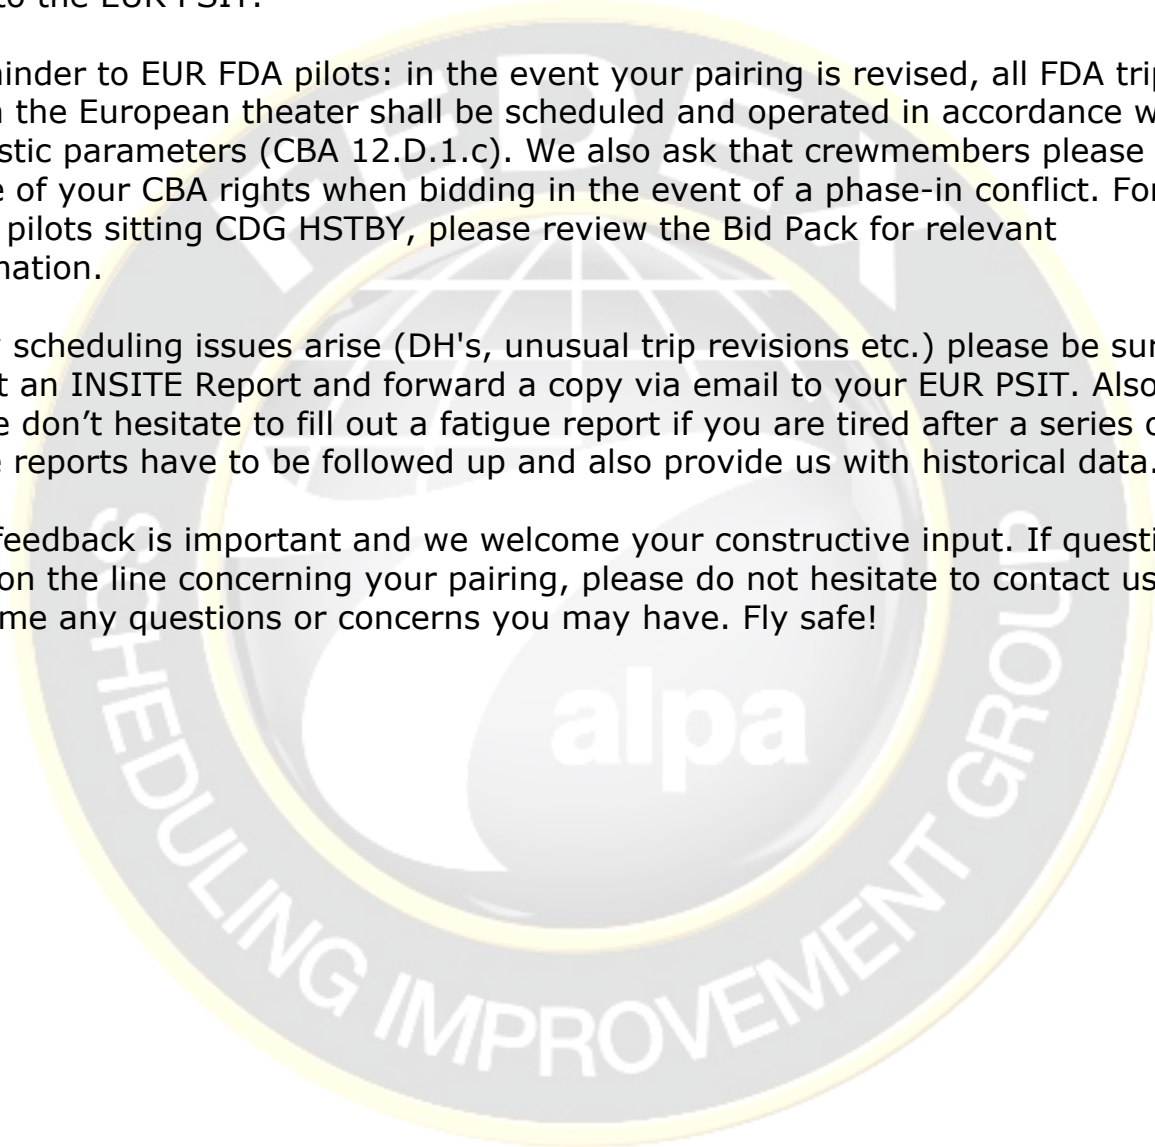 to the EUR PSIT.
inder to EUR FDA pilots: in the event your pairing is revised, all FDA trip
the European theater shall be scheduled and operated in accordance w
stic parameters (CBA 12.D.1.c). We also ask that crewmembers please
e of your CBA rights when bidding in the event of a phase-in conflict. For
pilots sitting CDG HSTBY, please review the Bid Pack for relevant
mation.
scheduling issues arise (DH's, unusual trip revisions etc.) please be sur
t an INSITE Report and forward a copy via email to your EUR PSIT. Also
e don't hesitate to fill out a fatigue report if you are tired after a series o
e reports have to be followed up and also provide us with historical data.
feedback is important and we welcome your constructive input. If questi
on the line concerning your pairing, please do not hesitate to contact us
me any questions or concerns you may have. Fly safe!
FEDEX
alpa
SCHEDULING IMPROVEMENT GROUP